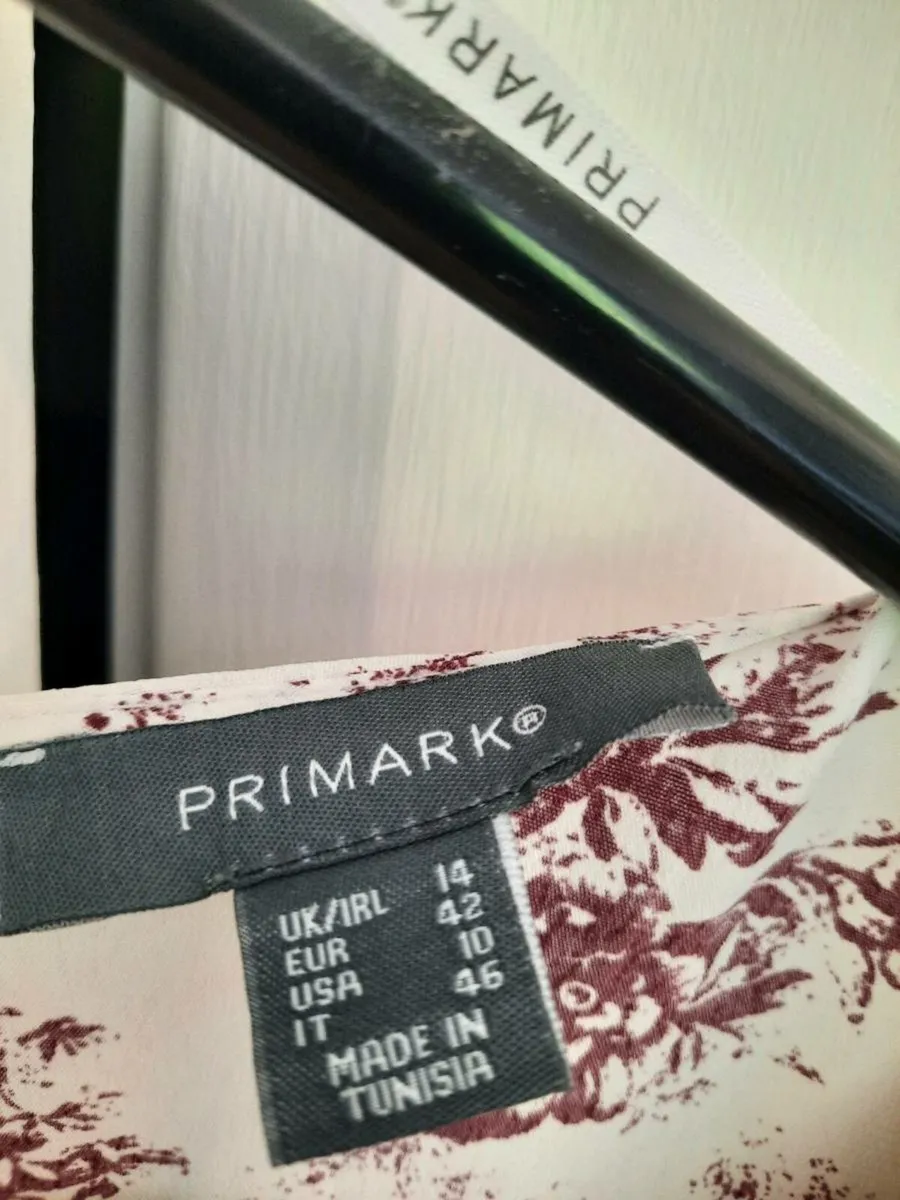 PRIMARK®
PRIMARK®
UK/IRL 14
EUR 42
USA 10
IT 46
MADE IN
TUNISIA